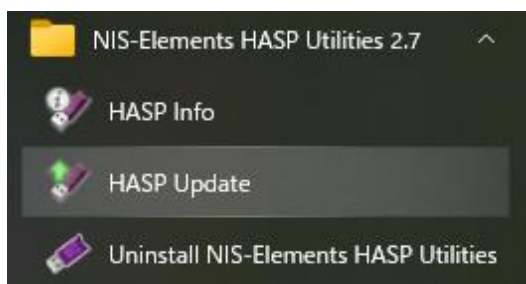 NIS-Elements HASP Utilities 2.7
HASP Info
HASP Update
Uninstall NIS-Elements HASP Utilities